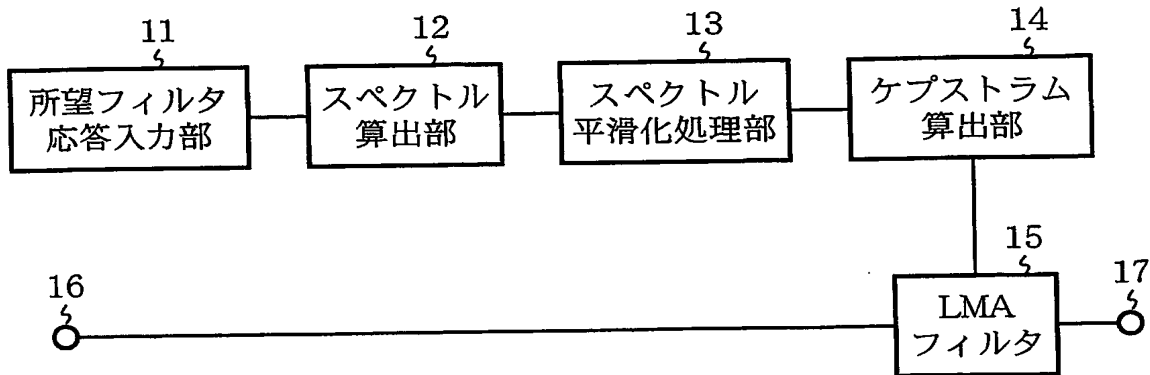 11
12
13
14
所望フィルタ
応答入力部
スペクトル
算出部
スペクトル
平滑化処理部
ケプストラム
算出部
15
16
17
LMA
フィルタ